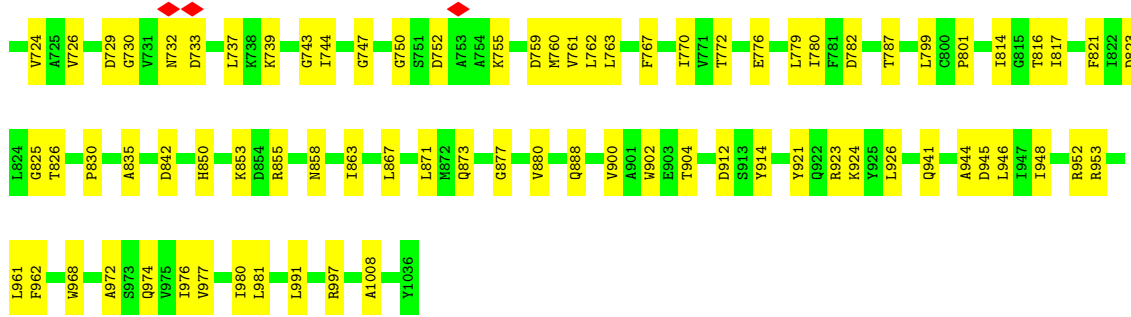 V724 A725 V726 D729 G730 V731 N732 D733 L737 K738 K739 G743 I744 G747 G750 S751 D752 A753 A754 K755 D759 M760 V761 L762 L763 F767 I770 V771 T772 E776 L779 I780 F781 D782 T787 L799 C800 P801 I814 G815 T816 I817 F821 I822 D823
L824 G825 T826 P830 A835 D842 H850 K853 D854 R855 N858 I863 L867 L871 M872 Q873 G877 V880 Q888 V900 A901 W902 E903 T904 D912 S913 Y914 Y921 Q922 R923 K924 Y925 L926 Q941 A944 D945 L946 I947 I948 R952 R953
L961 F962 W968 A972 S973 Q974 V975 I976 V977 I980 L981 L991 R997 A1008 Y1036